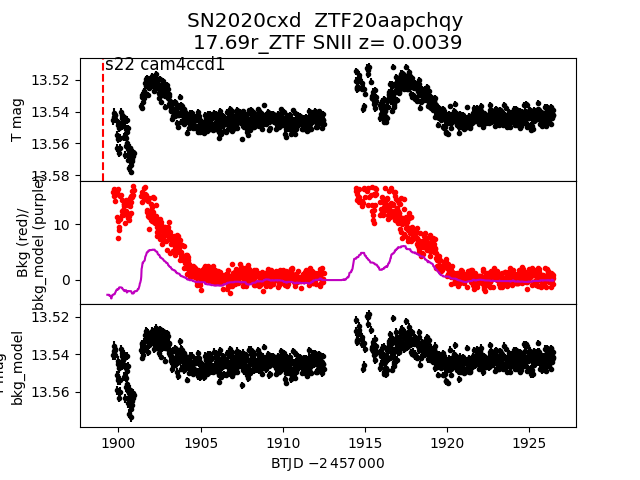 SN2020cxd ZTF20aapchqy
17.69r_ZTF SNII z= 0.0039
s22 cam4ccd1
T mag
13.52
13.54
13.56
13.58
Bkg (red)/
bkg_model (purple)
10
0
bkg_model
13.52
13.54
13.56
1900 1905 1910 1915 1920 1925
BTJD −2 457 000